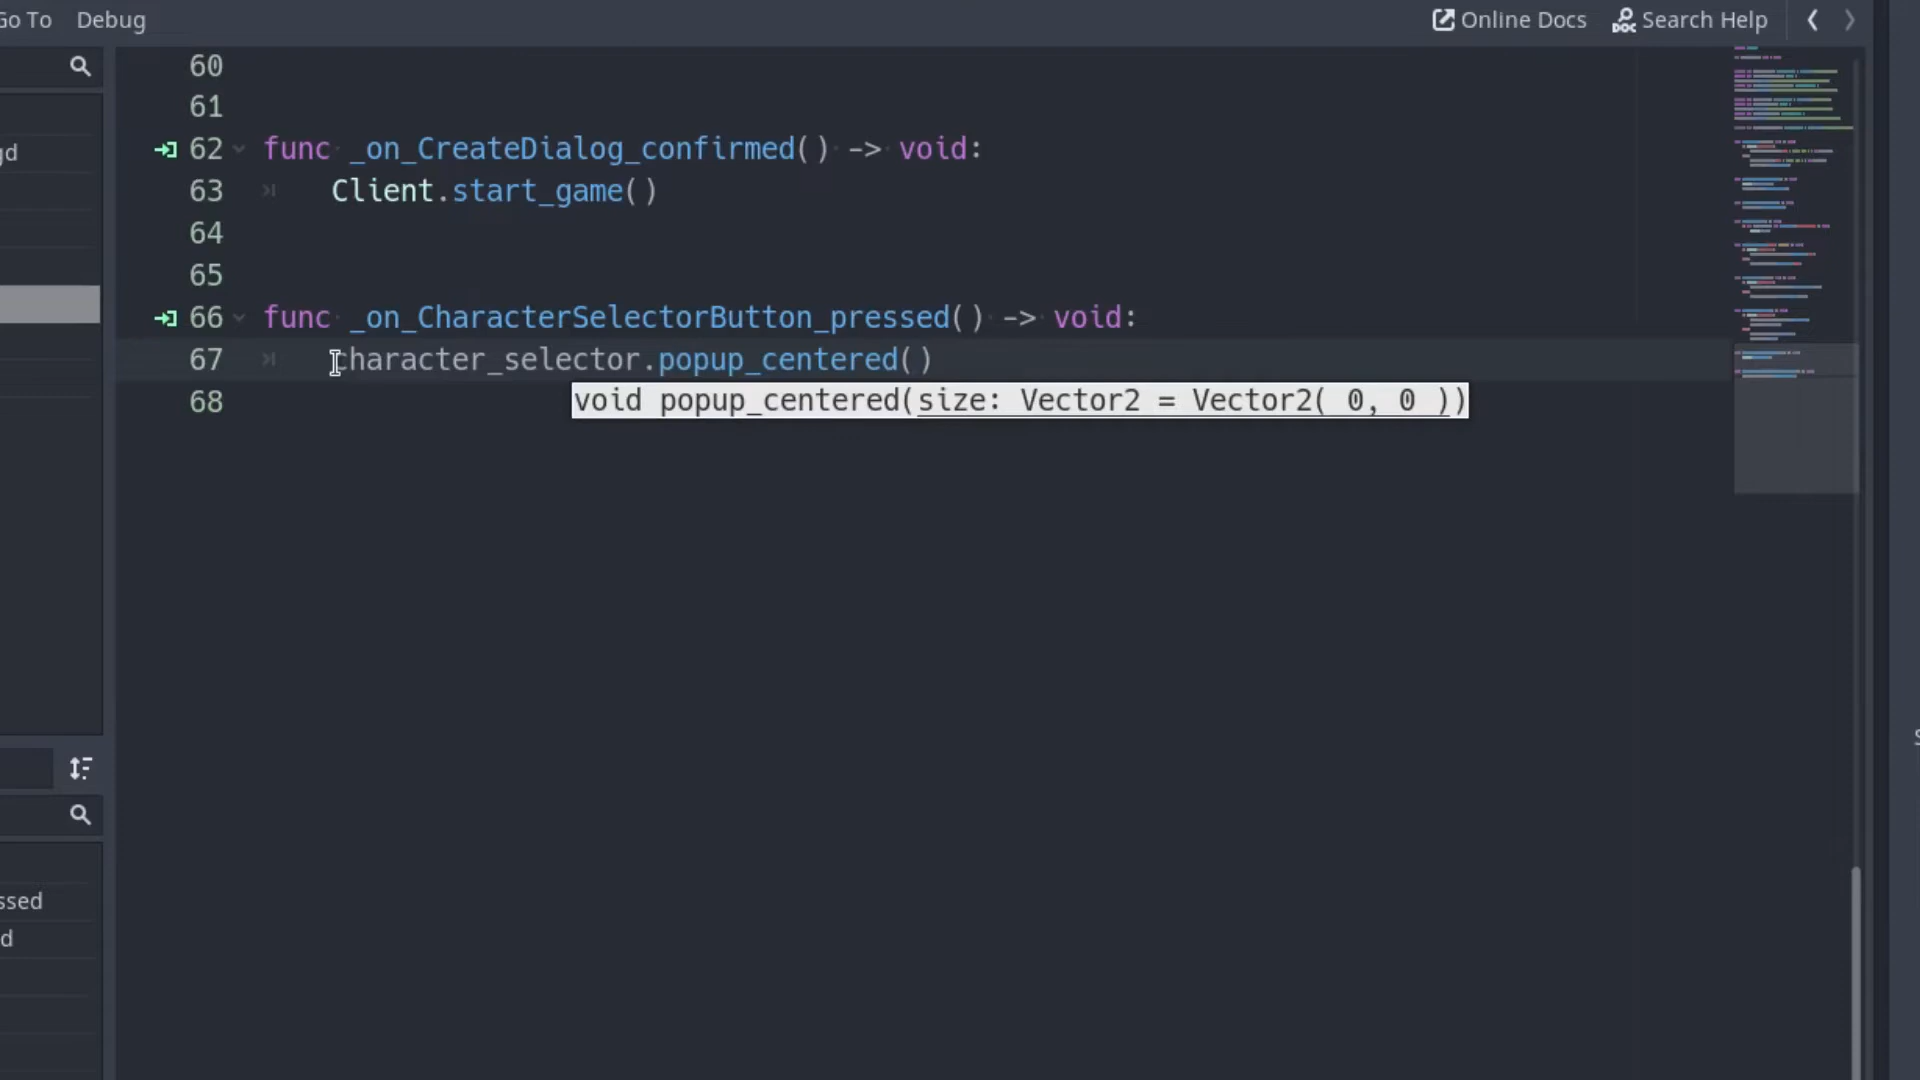 Go To Debug Online Docs Search Help
60
61
62 func _on_CreateDialog_confirmed() -> void:
63 Client.start_game()
64
65
66 func _on_CharacterSelectorButton_pressed() -> void:
67 character_selector.popup_centered()
void popup_centered(size: Vector2 = Vector2( 0, 0 ))
68
gd
ssed
d